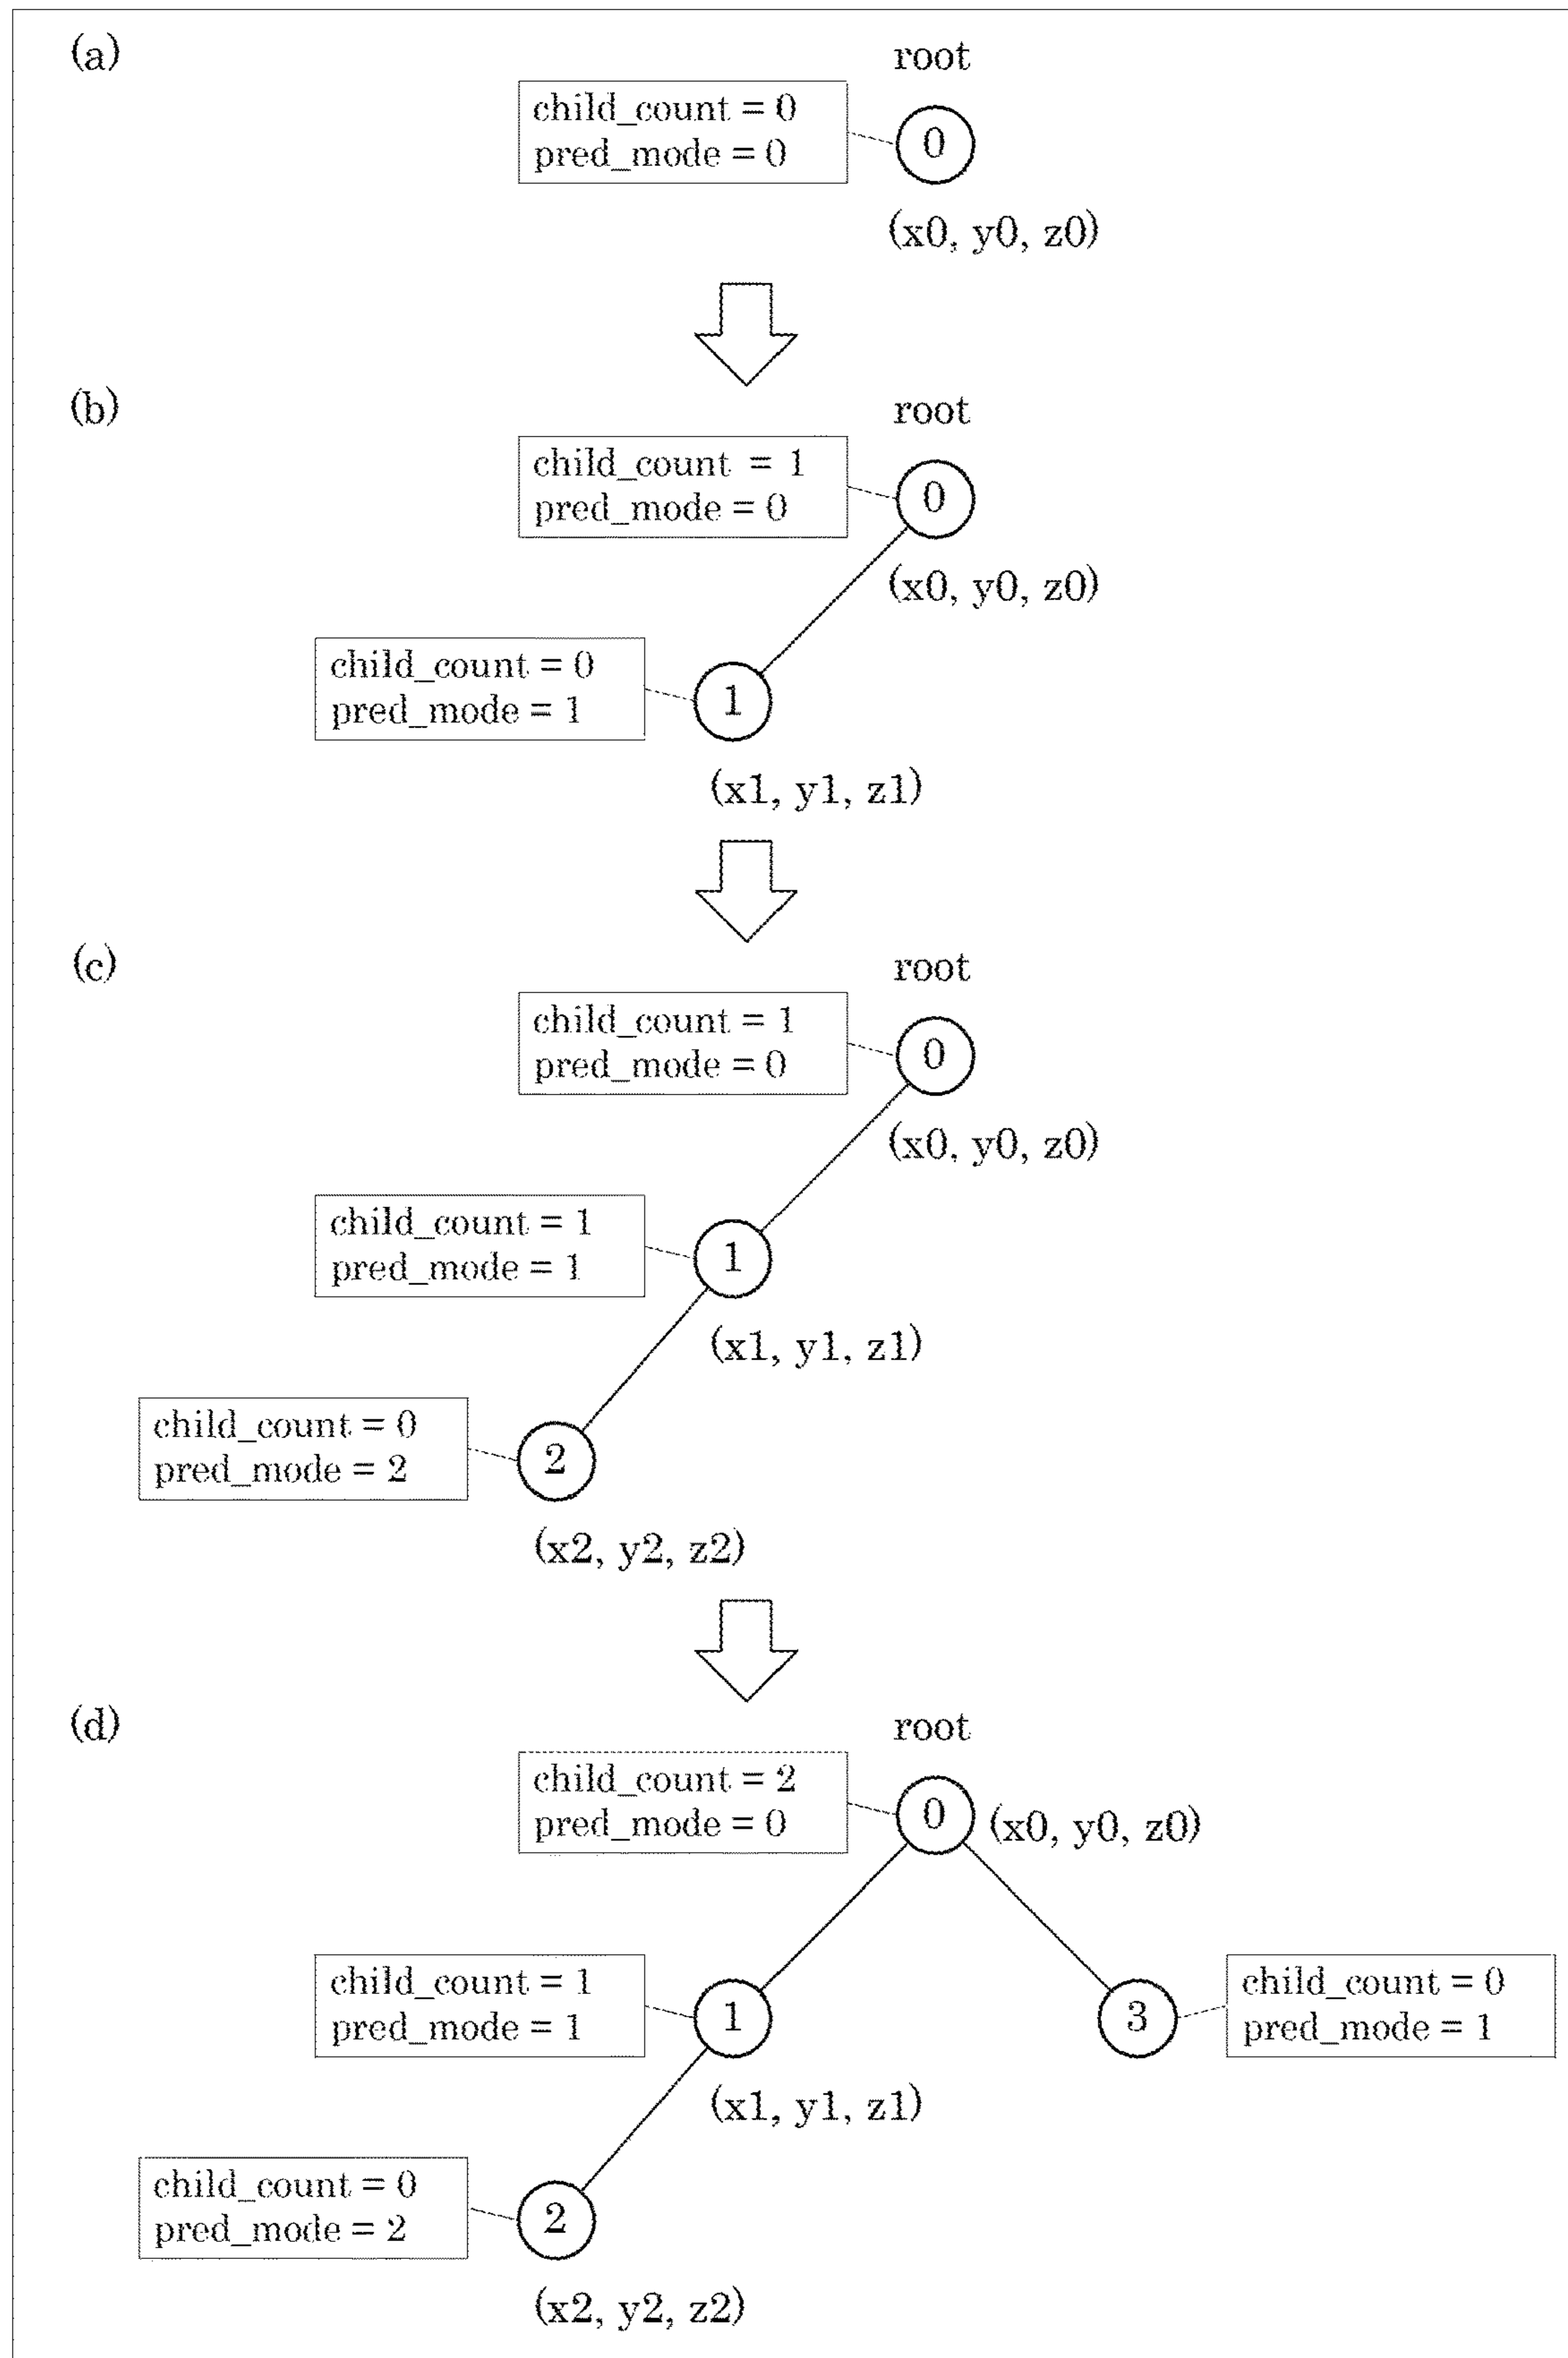 (a)
root
child_count = 0
pred_mode = 0
0
(x0, y0, z0)
(b)
root
child_count = 1
pred_mode = 0
0
(x0, y0, z0)
child_count = 0
pred_mode = 1
1
(x1, y1, z1)
(c)
root
child_count = 1
pred_mode = 0
0
(x0, y0, z0)
child_count = 1
pred_mode = 1
1
(x1, y1, z1)
child_count = 0
pred_mode = 2
2
(x2, y2, z2)
(d)
root
child_count = 2
pred_mode = 0
0
(x0, y0, z0)
child_count = 1
pred_mode = 1
1
(x1, y1, z1)
3
child_count = 0
pred_mode = 1
child_count = 0
pred_mode = 2
2
(x2, y2, z2)